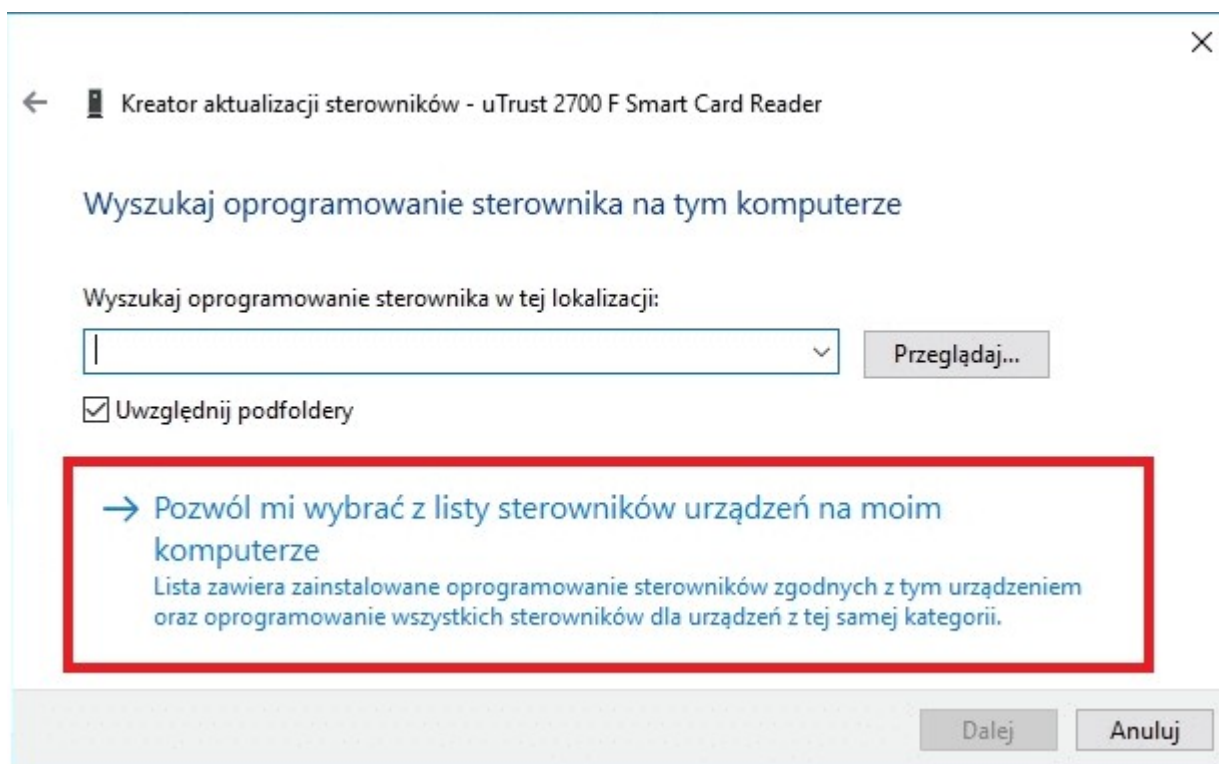 Kreator aktualizacji sterowników - uTrust 2700 F Smart Card Reader
Wyszukaj oprogramowanie sterownika na tym komputerze
Wyszukaj oprogramowanie sterownika w tej lokalizacji:
Przeglądaj...
Uwzględnij podfoldery
Pozwól mi wybrać z listy sterowników urządzeń na moim
komputerze
Lista zawiera zainstalowane oprogramowanie sterowników zgodnych z tym urządzeniem
oraz oprogramowanie wszystkich sterowników dla urządzeń z tej samej kategorii.
Dalej
Anuluj